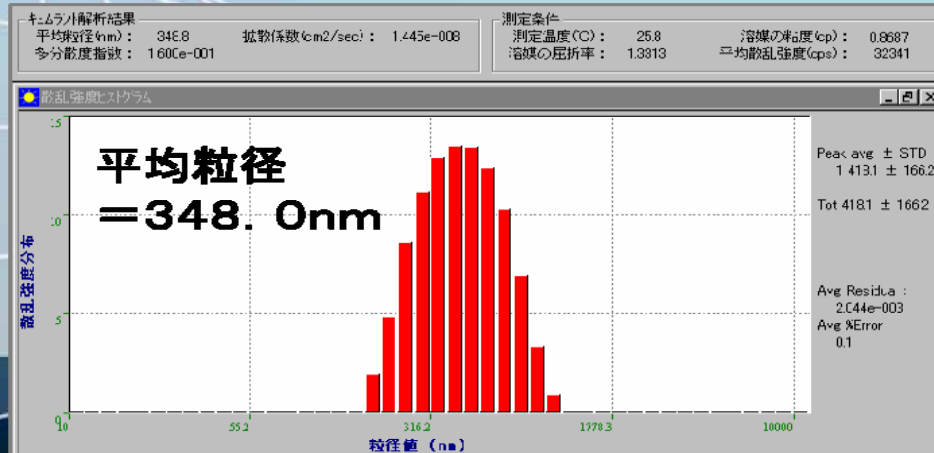 キュムラント解析結果
平均粒径(nm)： 348.8 拡散係数(cm2/sec)： 1.445e-008
多分散度指数： 1.600e-001
測定条件
測定温度(℃)： 25.8 溶媒の粘度(cp)： 0.8687
溶媒の屈折率： 1.3313 平均散乱強度(cps)： 32341
散乱強度ヒストグラム
平均粒径
＝348. 0nm
15
10
5
0
散乱強度分布
10 55.2 316.2 1778.3 10000
粒径値 (nm)
Peak avg ± STD
1 418.1 ± 166.2
Tot 418.1 ± 166.2
Avg Residua :
2.044e-003
Avg %Error
0.1